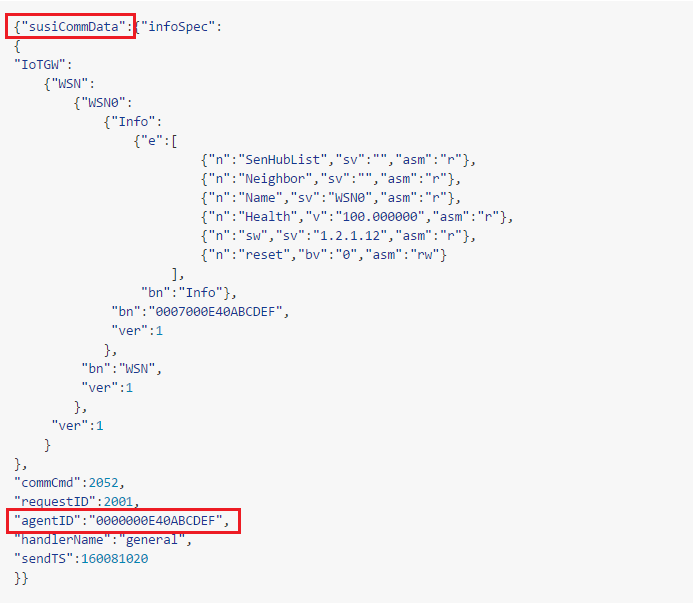 {"susiCommData":{"infoSpec":
{
"IoTGW":
{"WSN":
{"WSN0":
{"Info":
{"e":[
{"n":"SenHubList","sv":"","asm":"r"},
{"n":"Neighbor","sv":"","asm":"r"},
{"n":"Name","sv":"WSN0","asm":"r"},
{"n":"Health","v":"100.000000","asm":"r"},
{"n":"sw","sv":"1.2.1.12","asm":"r"},
{"n":"reset","bv":"0","asm":"rw"}
],
"bn":"Info"},
"bn":"0007000E40ABCDEF",
"ver":1
},
"bn":"WSN",
"ver":1
},
"ver":1
}
},
"commCmd":2052,
"requestID":2001,
"agentID":"0000000E40ABCDEF",
"handlerName":"general",
"sendTS":160081020
}}